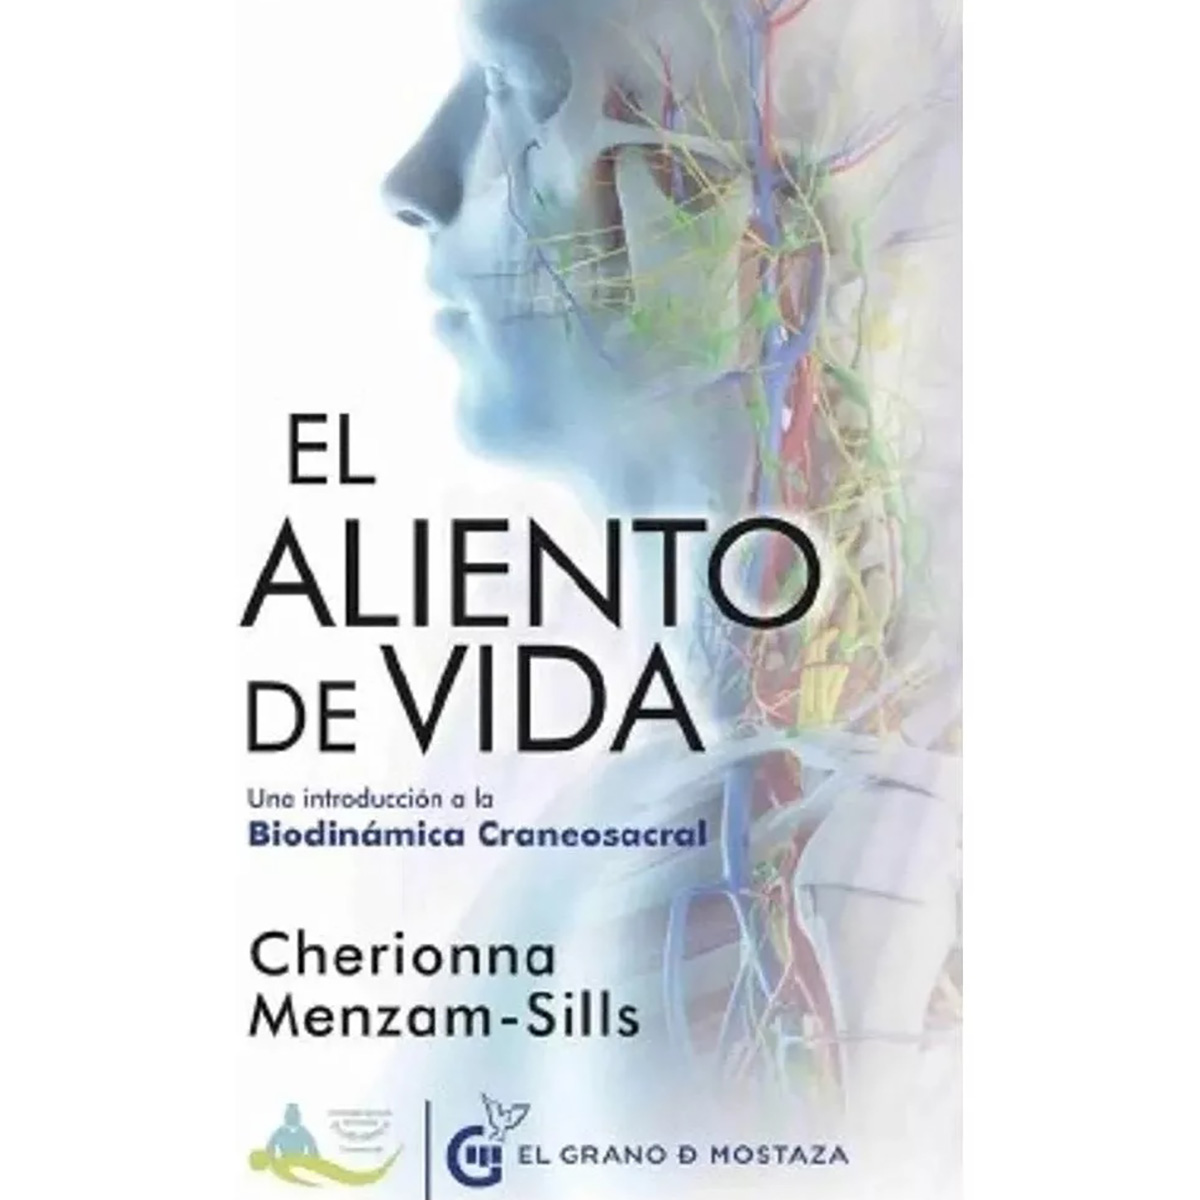 EL
ALIENTO
DE VIDA
Una introducción a la
Biodinámica Craneosacral
Cherionna
Menzam-Sills
EL GRANO Đ MOSTAZA